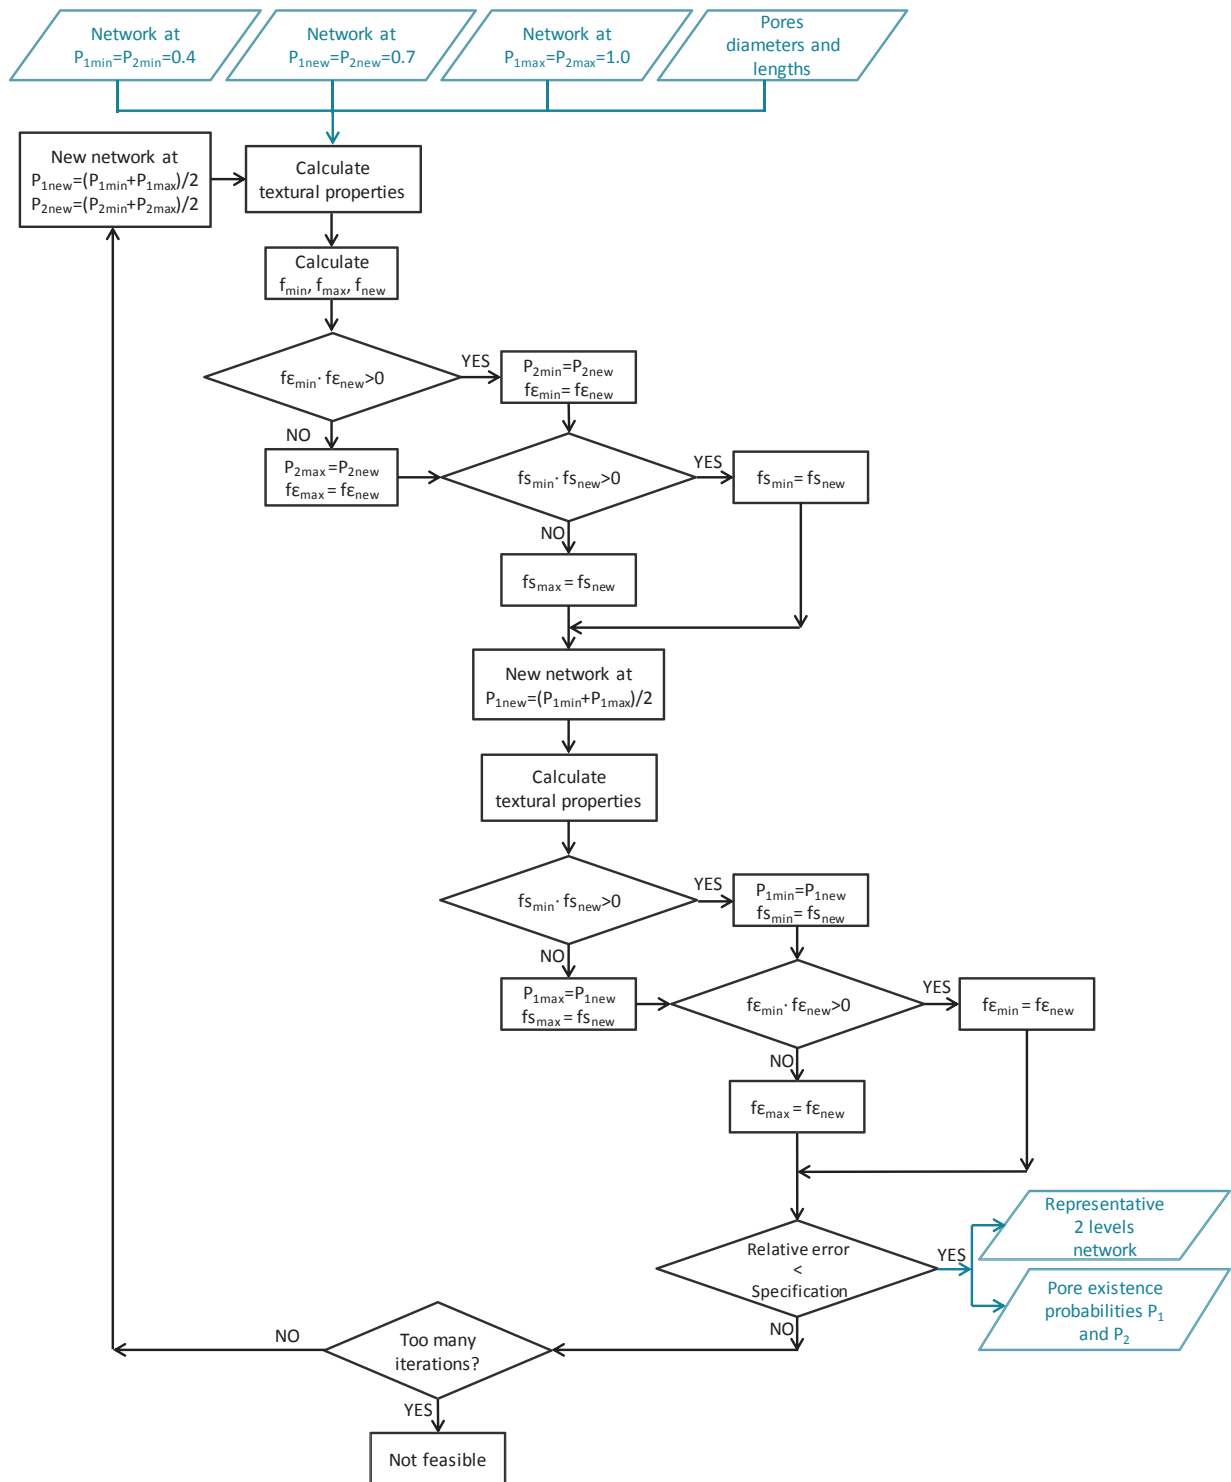 Network at
P1min=P2min=0.4
Network at
P1new=P2new=0.7
Network at
P1max=P2max=1.0
Pores
diameters and
lengths
New network at
P1new=(P1min+P1max)/2
P2new=(P2min+P2max)/2
Calculate
textural properties
Calculate
fmin, fmax, fnew
fεmin· fεnew>0
YES
P2min=P2new
fεmin= fεnew
NO
P2max=P2new
fεmax= fεnew
fsmin· fsnew>0
YES
fsmin= fsnew
NO
fsmax= fsnew
New network at
P1new=(P1min+P1max)/2
Calculate
textural properties
fsmin· fsnew>0
YES
P1min=P1new
fsmin= fsnew
NO
P1max=P1new
fsmax= fsnew
fεmin· fεnew>0
YES
fεmin= fεnew
NO
fεmax= fεnew
Relative error
<
Specification
YES
Representative
2 levels
network
Pore existence
probabilities P1
and P2
NO
Too many
iterations?
NO
YES
Not feasible